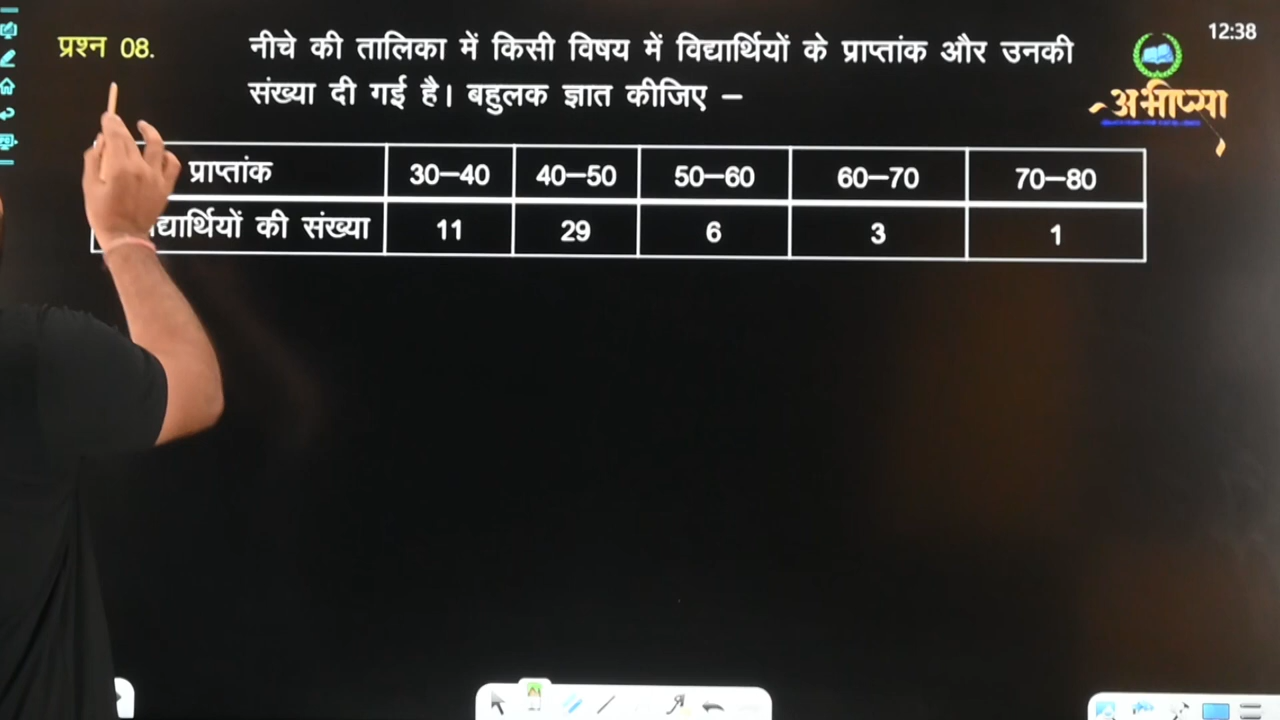 12:38
प्रश्न 08. नीचे की तालिका में किसी विषय में विद्यार्थियों के प्राप्तांक और उनकी
संख्या दी गई है। बहुलक ज्ञात कीजिए –
अभीप्सा
प्राप्तांक 30–40 40–50 50–60 60–70 70–80
द्यार्थियों की संख्या 11 29 6 3 1